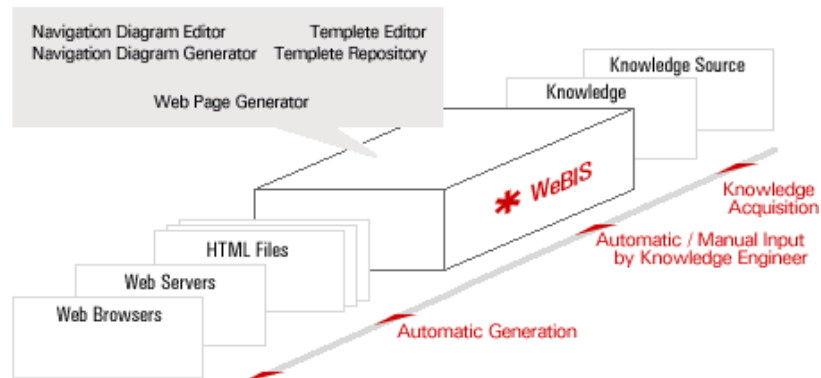 Navigation Diagram Editor Templete Editor
Navigation Diagram Generator Templete Repository
Web Page Generator
Knowledge Source
Knowledge
* WeBIS
Knowledge
Acquisition
Automatic / Manual Input
by Knowledge Engineer
HTML Files
Web Servers
Web Browsers
Automatic Generation